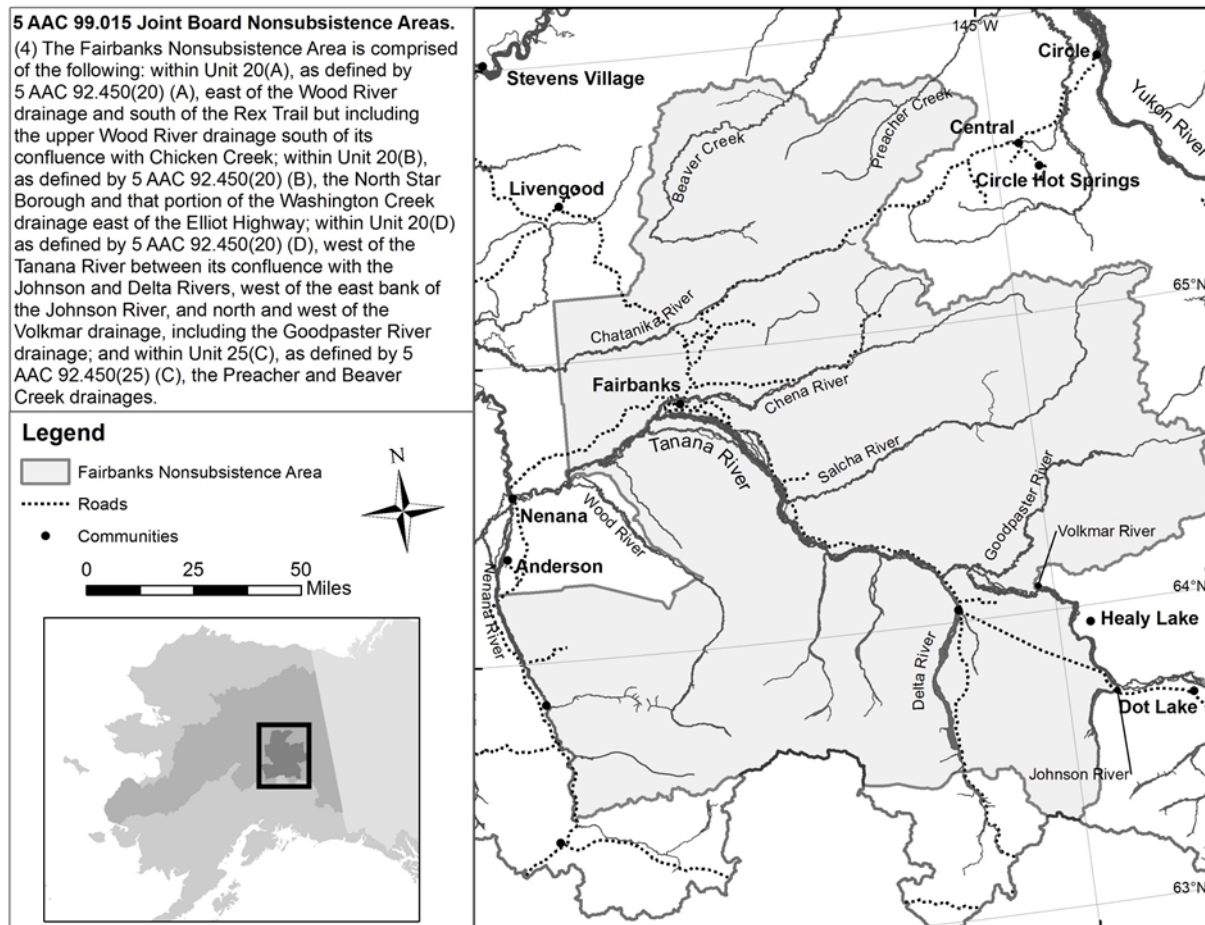 5 AAC 99.015 Joint Board Nonsubsistence Areas.
(4) The Fairbanks Nonsubsistence Area is comprised
of the following: within Unit 20(A), as defined by
5 AAC 92.450(20) (A), east of the Wood River
drainage and south of the Rex Trail but including
the upper Wood River drainage south of its
confluence with Chicken Creek; within Unit 20(B),
as defined by 5 AAC 92.450(20) (B), the North Star
Borough and that portion of the Washington Creek
drainage east of the Elliot Highway; within Unit 20(D)
as defined by 5 AAC 92.450(20) (D), west of the
Tanana River between its confluence with the
Johnson and Delta Rivers, west of the east bank of
the Johnson River, and north and west of the
Volkmar drainage, including the Goodpaster River
drainage; and within Unit 25(C), as defined by 5
AAC 92.450(25) (C), the Preacher and Beaver
Creek drainages.
Legend
Fairbanks Nonsubsistence Area
Roads
Communities
N
0 25 50
Miles
145°W
Circle
Stevens Village
Yukon River
Preacher Creek
Central
Beaver Creek
Circle Hot Springs
Livengood
65°N
Chatanika River
Fairbanks
Chena River
Tanana River
Salcha River
Goodpaster River
Nenana
Wood River
Volkmar River
Anderson
64°N
Nenana River
Healy Lake
Delta River
Dot Lake
Johnson River
63°N